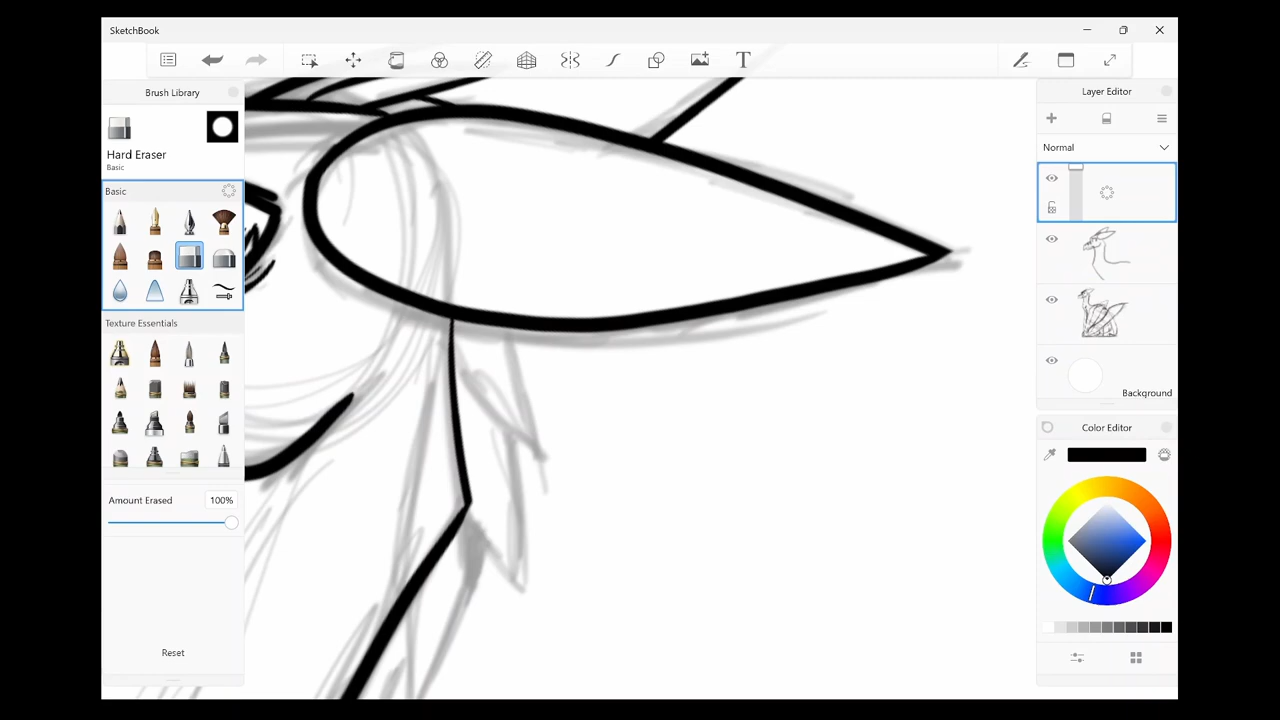 SketchBook
T
Brush Library
Layer Editor
Hard Eraser
Basic
Normal
Basic
Texture Essentials
Background
Color Editor
Amount Erased 100%
Reset